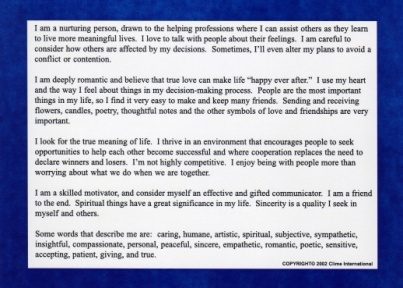 I am a nurturing person, drawn to the helping professions where I can assist others as they learn
to live more meaningful lives.  I love to talk with people about their feelings.  I am careful to
consider how others are affected by my decisions.  Sometimes, I'll even alter my plans to avoid a
conflict or contention.
I am deeply romantic and believe that true love can make life "happy ever after."  I use my heart
and the way I feel about things in my decision-making process.  People are the most important
things in my life, so I find it very easy to make and keep many friends.  Sending and receiving
flowers, candles, poetry, thoughtful notes and the other symbols of love and friendships are very
important.
I look for the true meaning of life.  I thrive in an environment that encourages people to seek
opportunities to help each other become successful and where cooperation replaces the need to
declare winners and losers.  I'm not highly competitive.  I enjoy being with people more than
worrying about what we do when we are together.
I am a skilled motivator, and consider myself an effective and gifted communicator.  I am a friend
to the end.  Spiritual things have a great significance in my life.  Sincerity is a quality I seek in
myself and others.
Some words that describe me are:  caring, humane, artistic, spiritual, subjective, sympathetic,
insightful, compassionate, personal, peaceful, sincere, empathetic, romantic, poetic, sensitive,
accepting, patient, giving, and true.
COPYRIGHT© 2002 Clime International